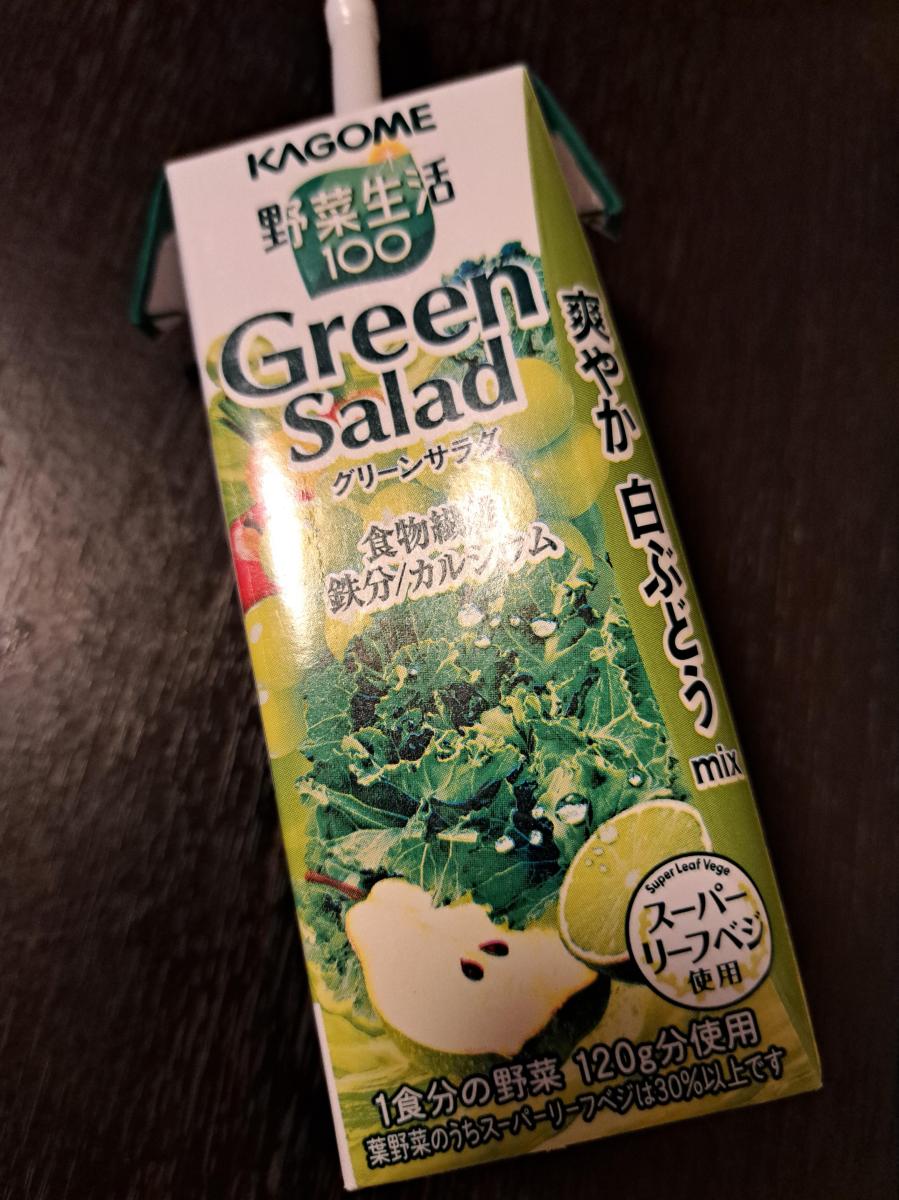 KAGOME
野菜生活
100
Green
Salad
グリーンサラダ
食物繊維
鉄分/カルシウム
爽やか 白ぶどう mix
Super Leaf Vege
スーパー
リーフベジ
使用
1食分の野菜 120g分使用
葉野菜のうちスーパーリーフベジは30%以上です